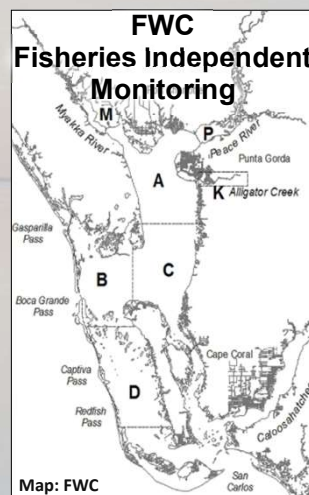 FWC
Fisheries Independent
Monitoring
M
Myakka River
P
Peace River
Punta Gorda
A
K
Alligator Creek
Gasparilla
Pass
B
C
Boca Grande
Pass
Cape Coral
Captiva
Pass
D
Redfish
Pass
Caloosahatchee
San
Carlos
Map: FWC